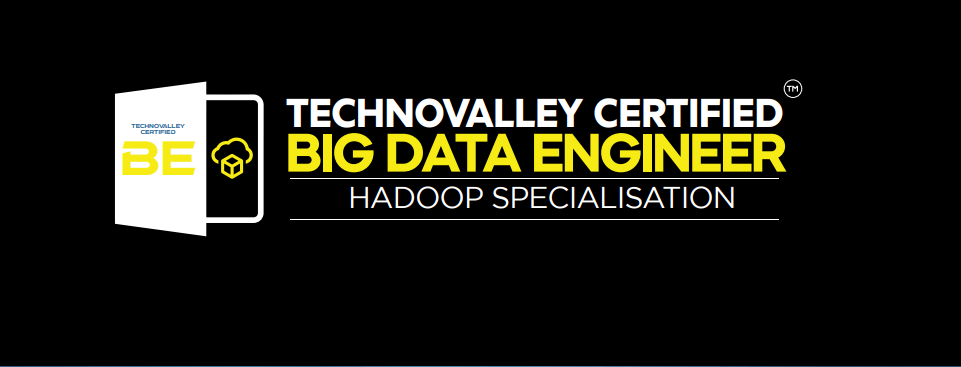 TECHNOVALLEY
CERTIFIED
BE
TECHNOVALLEY CERTIFIED
TM
BIG DATA ENGINEER
HADOOP SPECIALISATION